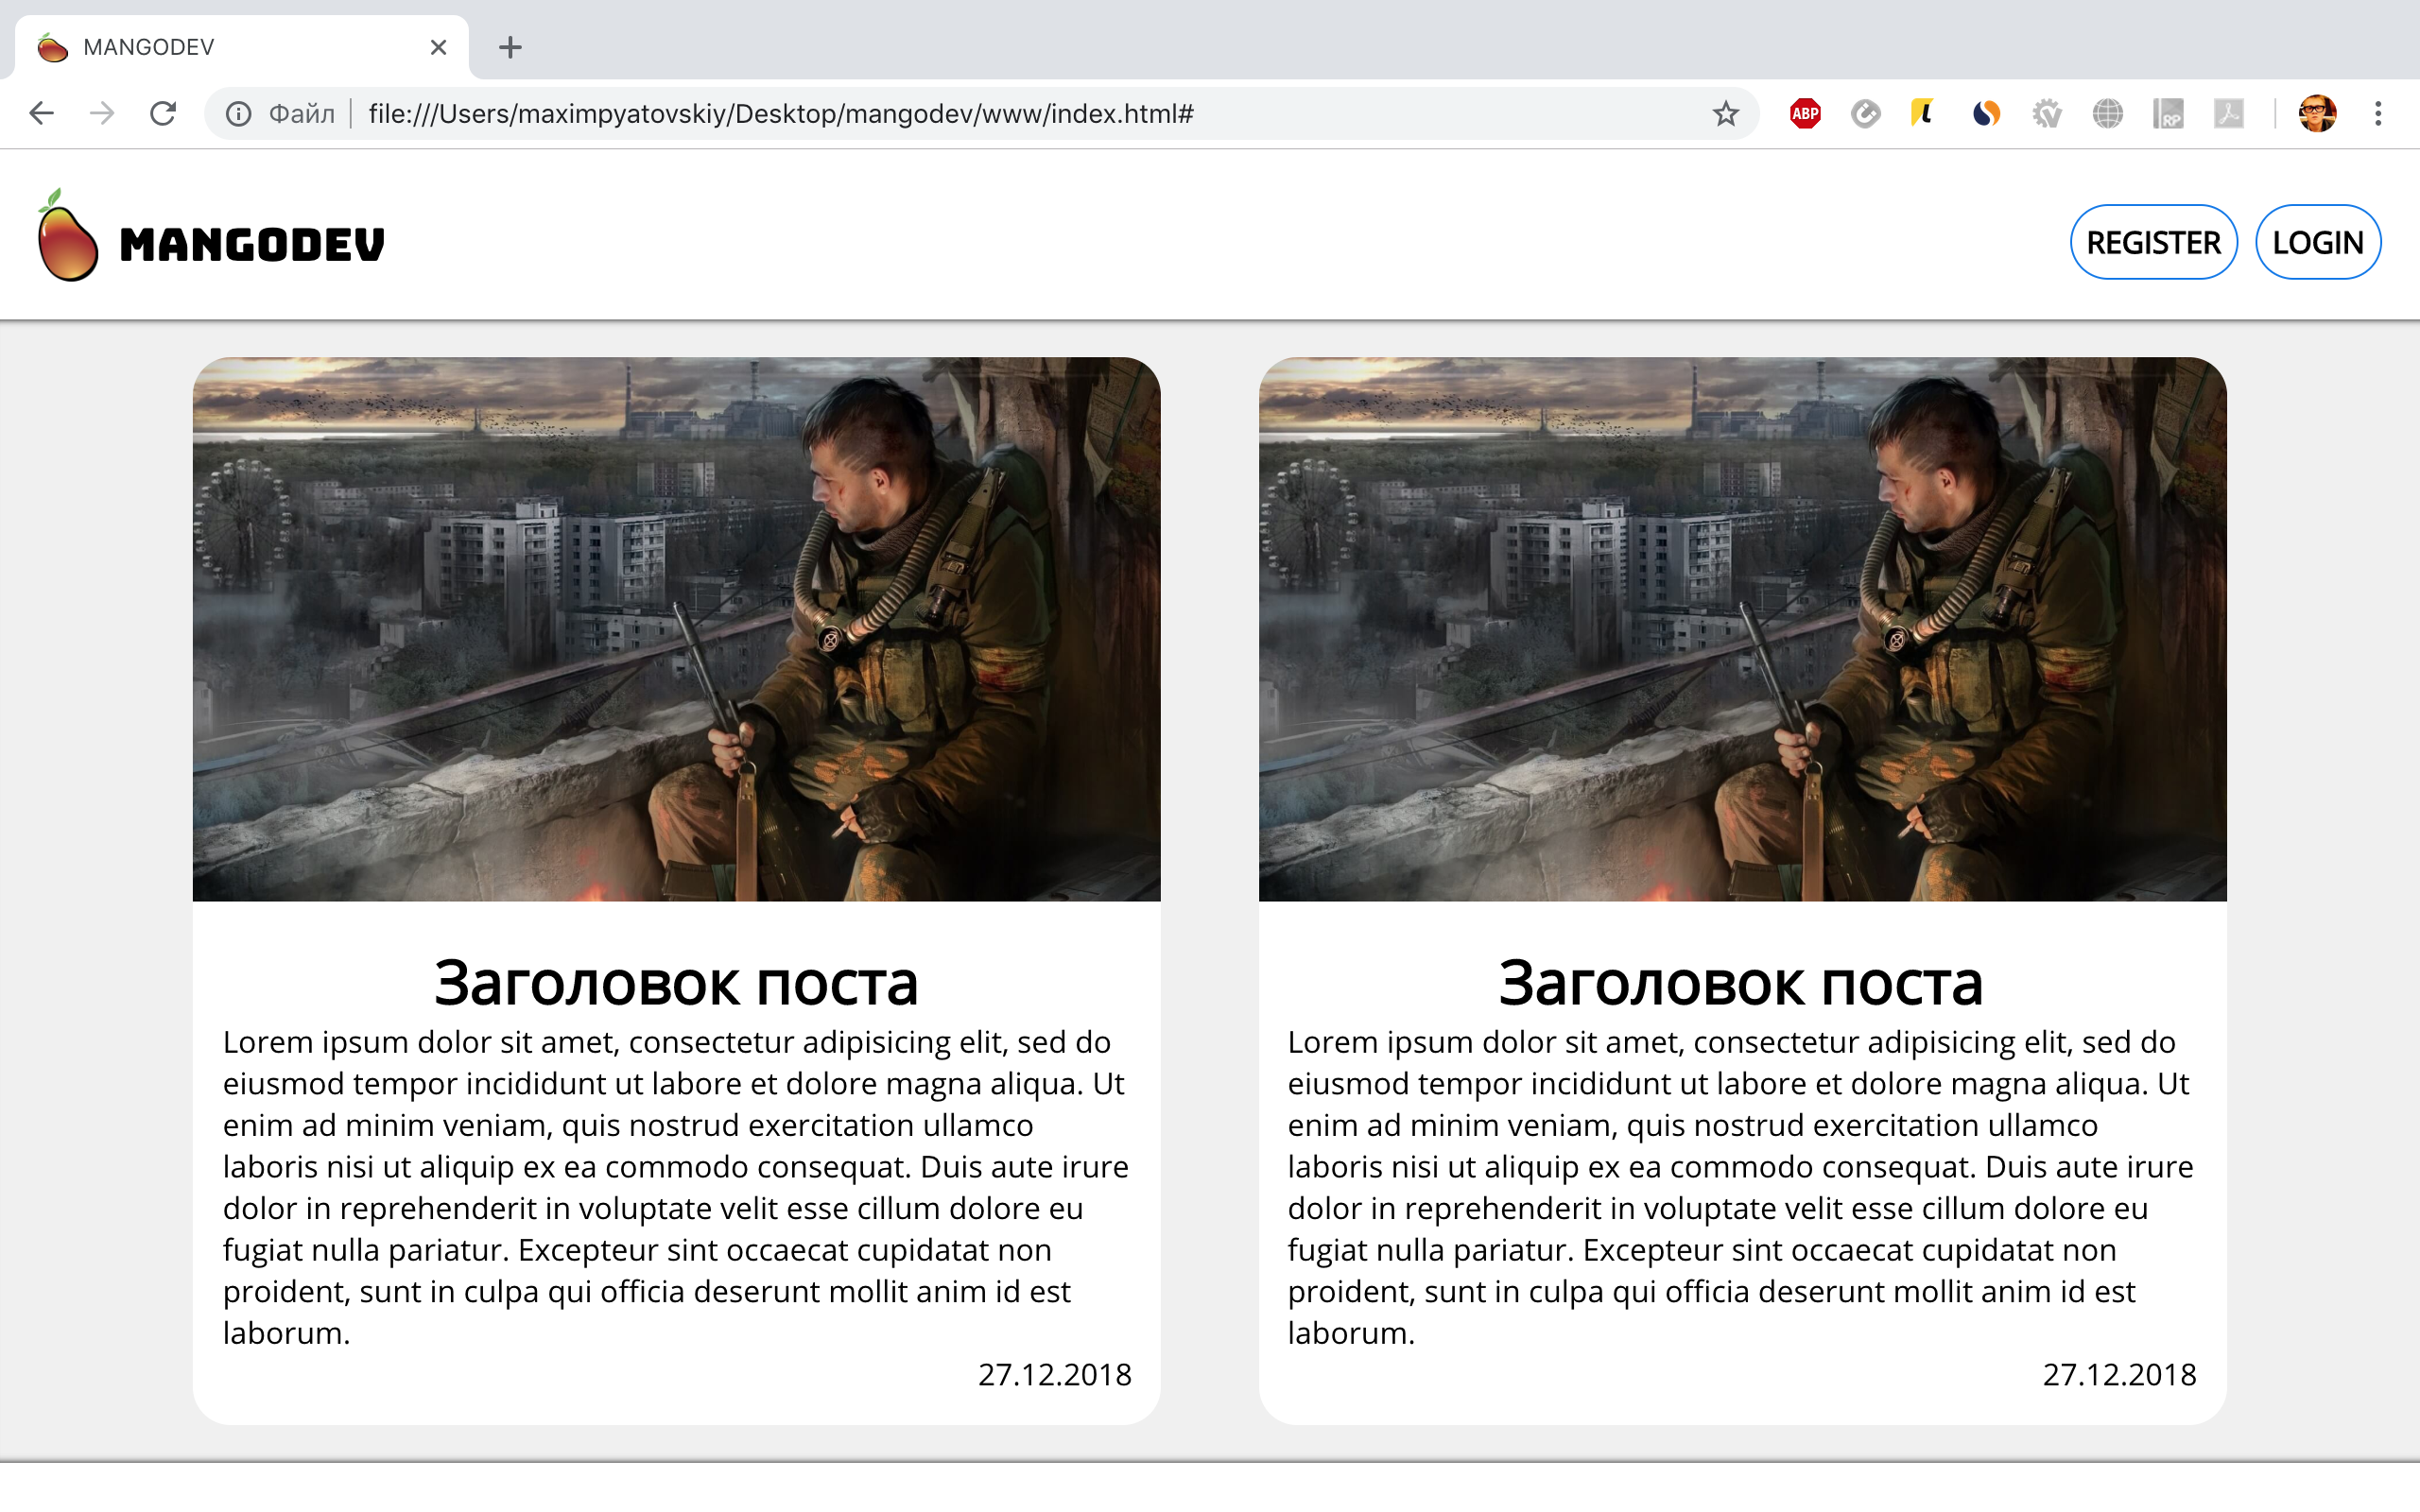 MANGODEV
Файл file:///Users/maximpyatovskiy/Desktop/mangodev/www/index.html#
ABP
RP
MANGODEV
REGISTER LOGIN
Заголовок поста
Lorem ipsum dolor sit amet, consectetur adipisicing elit, sed do
eiusmod tempor incididunt ut labore et dolore magna aliqua. Ut
enim ad minim veniam, quis nostrud exercitation ullamco
laboris nisi ut aliquip ex ea commodo consequat. Duis aute irure
dolor in reprehenderit in voluptate velit esse cillum dolore eu
fugiat nulla pariatur. Excepteur sint occaecat cupidatat non
proident, sunt in culpa qui officia deserunt mollit anim id est
laborum.
27.12.2018
Заголовок поста
Lorem ipsum dolor sit amet, consectetur adipisicing elit, sed do
eiusmod tempor incididunt ut labore et dolore magna aliqua. Ut
enim ad minim veniam, quis nostrud exercitation ullamco
laboris nisi ut aliquip ex ea commodo consequat. Duis aute irure
dolor in reprehenderit in voluptate velit esse cillum dolore eu
fugiat nulla pariatur. Excepteur sint occaecat cupidatat non
proident, sunt in culpa qui officia deserunt mollit anim id est
laborum.
27.12.2018